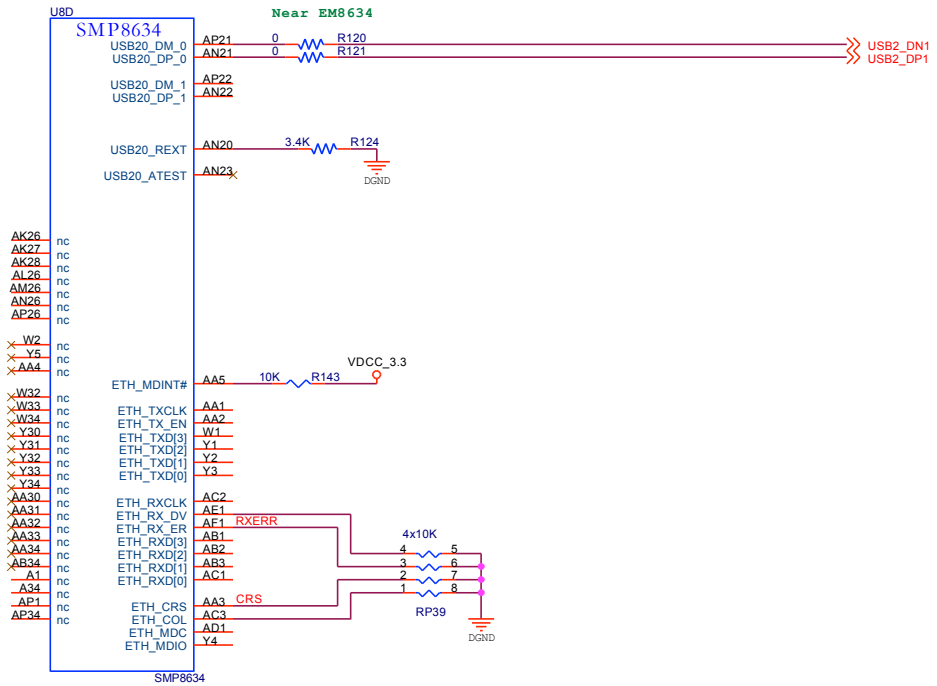 U8D
Near EM8634
SMP8634
USB20_DM_0 AP21 0 R120 USB2_DN1
USB20_DP_0 AN21 0 R121 USB2_DP1
USB20_DM_1 AP22
USB20_DP_1 AN22
USB20_REXT AN20 3.4K R124
DGND
USB20_ATEST AN23
AK26 nc
AK27 nc
AK28 nc
AL26 nc
AM26 nc
AN26 nc
AP26 nc
W2 nc
Y5 nc
AA4 nc
VDCC_3.3
ETH_MDINT# AA5 10K R143
W32 nc
W33 nc ETH_TXCLK AA1
W34 nc ETH_TX_EN AA2
Y30 nc ETH_TXD[3] W1
Y31 nc ETH_TXD[2] Y1
Y32 nc ETH_TXD[1] Y2
Y33 nc ETH_TXD[0] Y3
Y34 nc
AA30 nc ETH_RXCLK AC2
AA31 nc ETH_RX_DV AE1
AA32 nc ETH_RX_ER AF1 RXERR
AA33 nc ETH_RXD[3] AB1
AA34 nc ETH_RXD[2] AB2
AB34 nc ETH_RXD[1] AB3
A1 nc ETH_RXD[0] AC1
4x10K
4 5
3 6
2 7
1 8
RP39
DGND
A34 nc
AP1 nc ETH_CRS AA3 CRS
AP34 nc ETH_COL AC3
ETH_MDC AD1
ETH_MDIO Y4
SMP8634